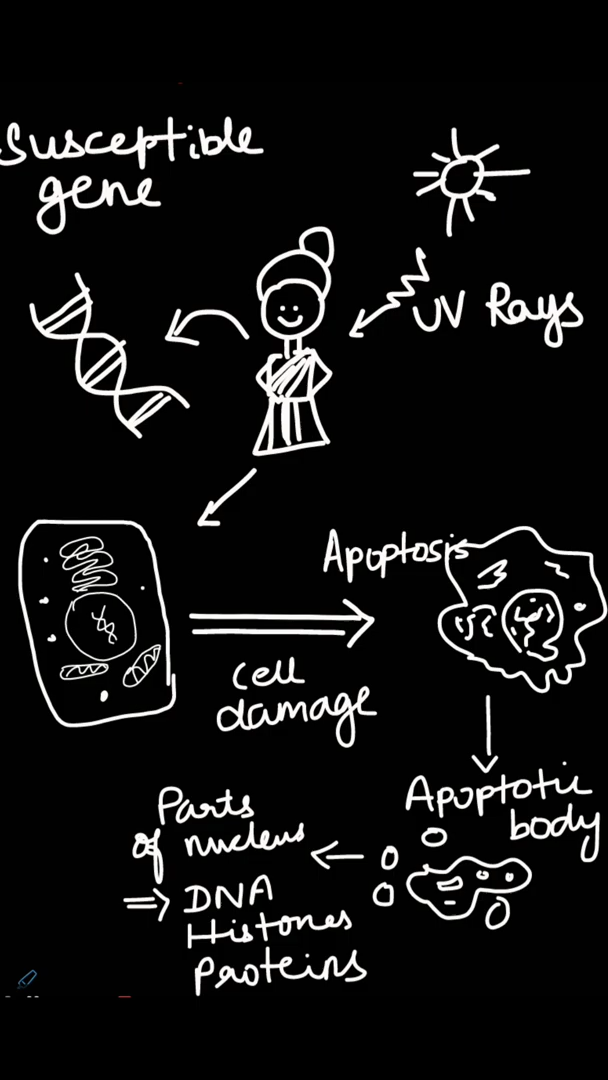 Susceptible
gene
UV Rays
Apoptosis
cell
damage
Apoptotic
body
Parts
of nucleus
⇒ DNA
Histones
Proteins